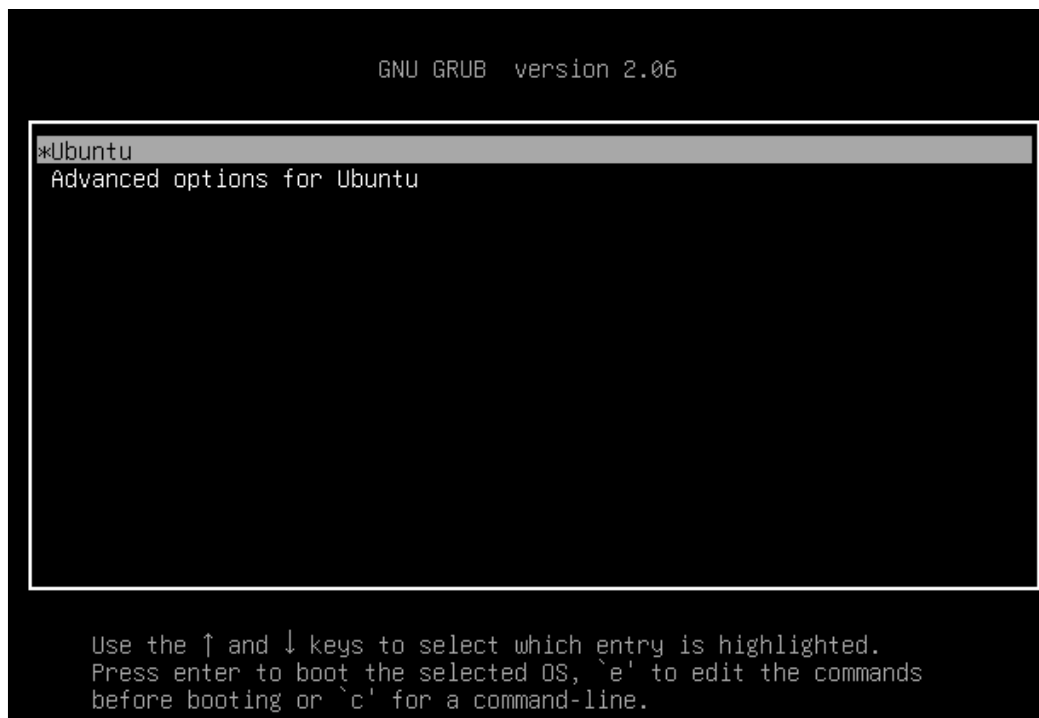 GNU GRUB  version 2.06
*Ubuntu
 Advanced options for Ubuntu
Use the ↑ and ↓ keys to select which entry is highlighted.
Press enter to boot the selected OS, `e' to edit the commands
before booting or `c' for a command-line.